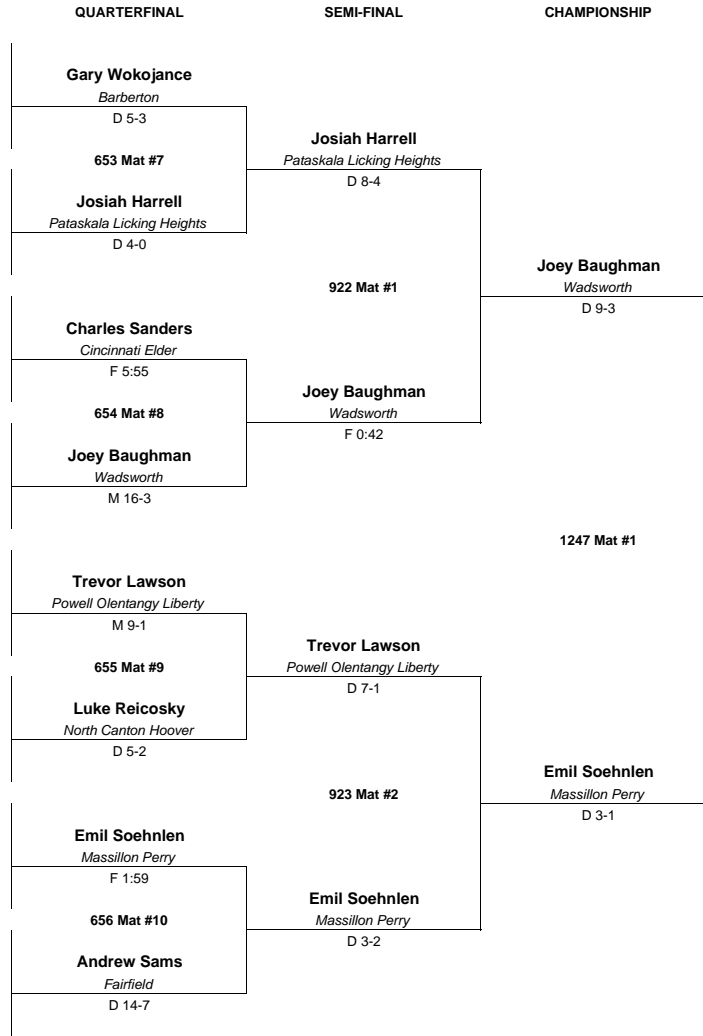 QUARTERFINAL SEMI-FINAL CHAMPIONSHIP
Gary Wokojance
Barberton
D 5-3
653 Mat #7
Josiah Harrell
Pataskala Licking Heights
D 4-0
Josiah Harrell
Pataskala Licking Heights
D 8-4
922 Mat #1
Joey Baughman
Wadsworth
D 9-3
Charles Sanders
Cincinnati Elder
F 5:55
654 Mat #8
Joey Baughman
Wadsworth
M 16-3
Joey Baughman
Wadsworth
F 0:42
1247 Mat #1
Trevor Lawson
Powell Olentangy Liberty
M 9-1
655 Mat #9
Luke Reicosky
North Canton Hoover
D 5-2
Trevor Lawson
Powell Olentangy Liberty
D 7-1
923 Mat #2
Emil Soehnlen
Massillon Perry
D 3-1
Emil Soehnlen
Massillon Perry
F 1:59
656 Mat #10
Andrew Sams
Fairfield
D 14-7
Emil Soehnlen
Massillon Perry
D 3-2